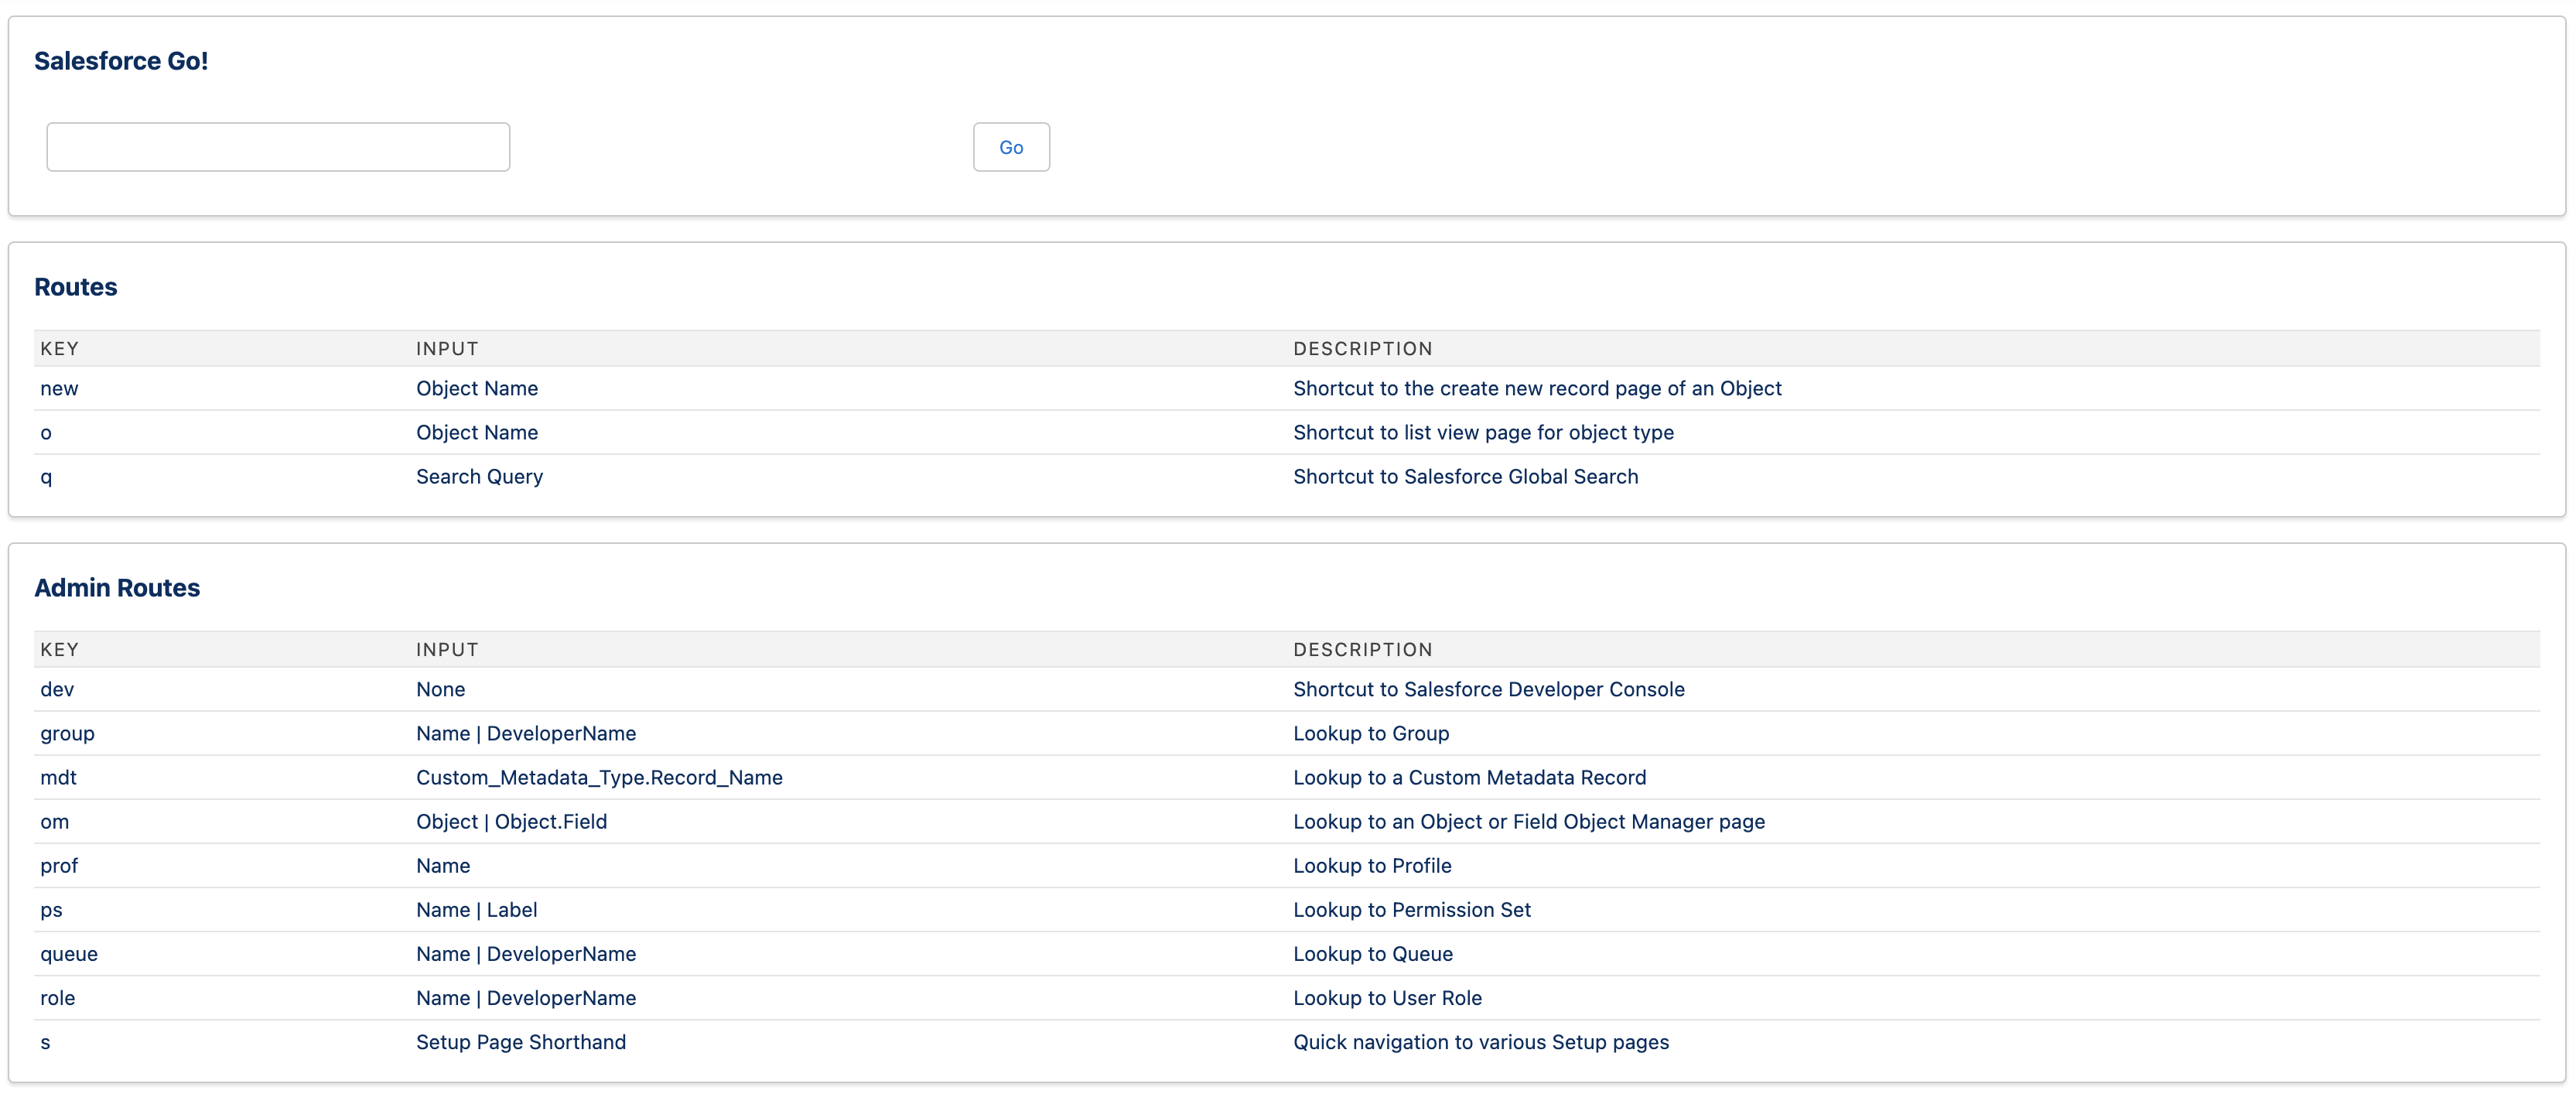 Salesforce Go!
Go
Routes
KEY INPUT DESCRIPTION
new Object Name Shortcut to the create new record page of an Object
o Object Name Shortcut to list view page for object type
q Search Query Shortcut to Salesforce Global Search
Admin Routes
KEY INPUT DESCRIPTION
dev None Shortcut to Salesforce Developer Console
group Name | DeveloperName Lookup to Group
mdt Custom_Metadata_Type.Record_Name Lookup to a Custom Metadata Record
om Object | Object.Field Lookup to an Object or Field Object Manager page
prof Name Lookup to Profile
ps Name | Label Lookup to Permission Set
queue Name | DeveloperName Lookup to Queue
role Name | DeveloperName Lookup to User Role
s Setup Page Shorthand Quick navigation to various Setup pages